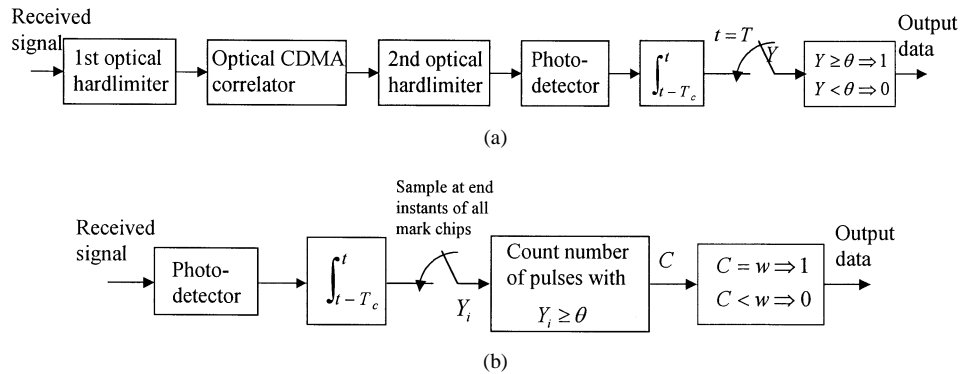 Received
signal
1st optical
hardlimiter
Optical CDMA
correlator
2nd optical
hardlimiter
Photo-
detector
∫_{t-T_c}^{t}
t = T
Y
Y ≥ θ ⇒ 1
Y < θ ⇒ 0
Output
data
(a)
Received
signal
Photo-
detector
∫_{t-T_c}^{t}
Sample at end
instants of all
mark chips
Y_i
Count number
of pulses with
Y_i ≥ θ
C
C = w ⇒ 1
C < w ⇒ 0
Output
data
(b)